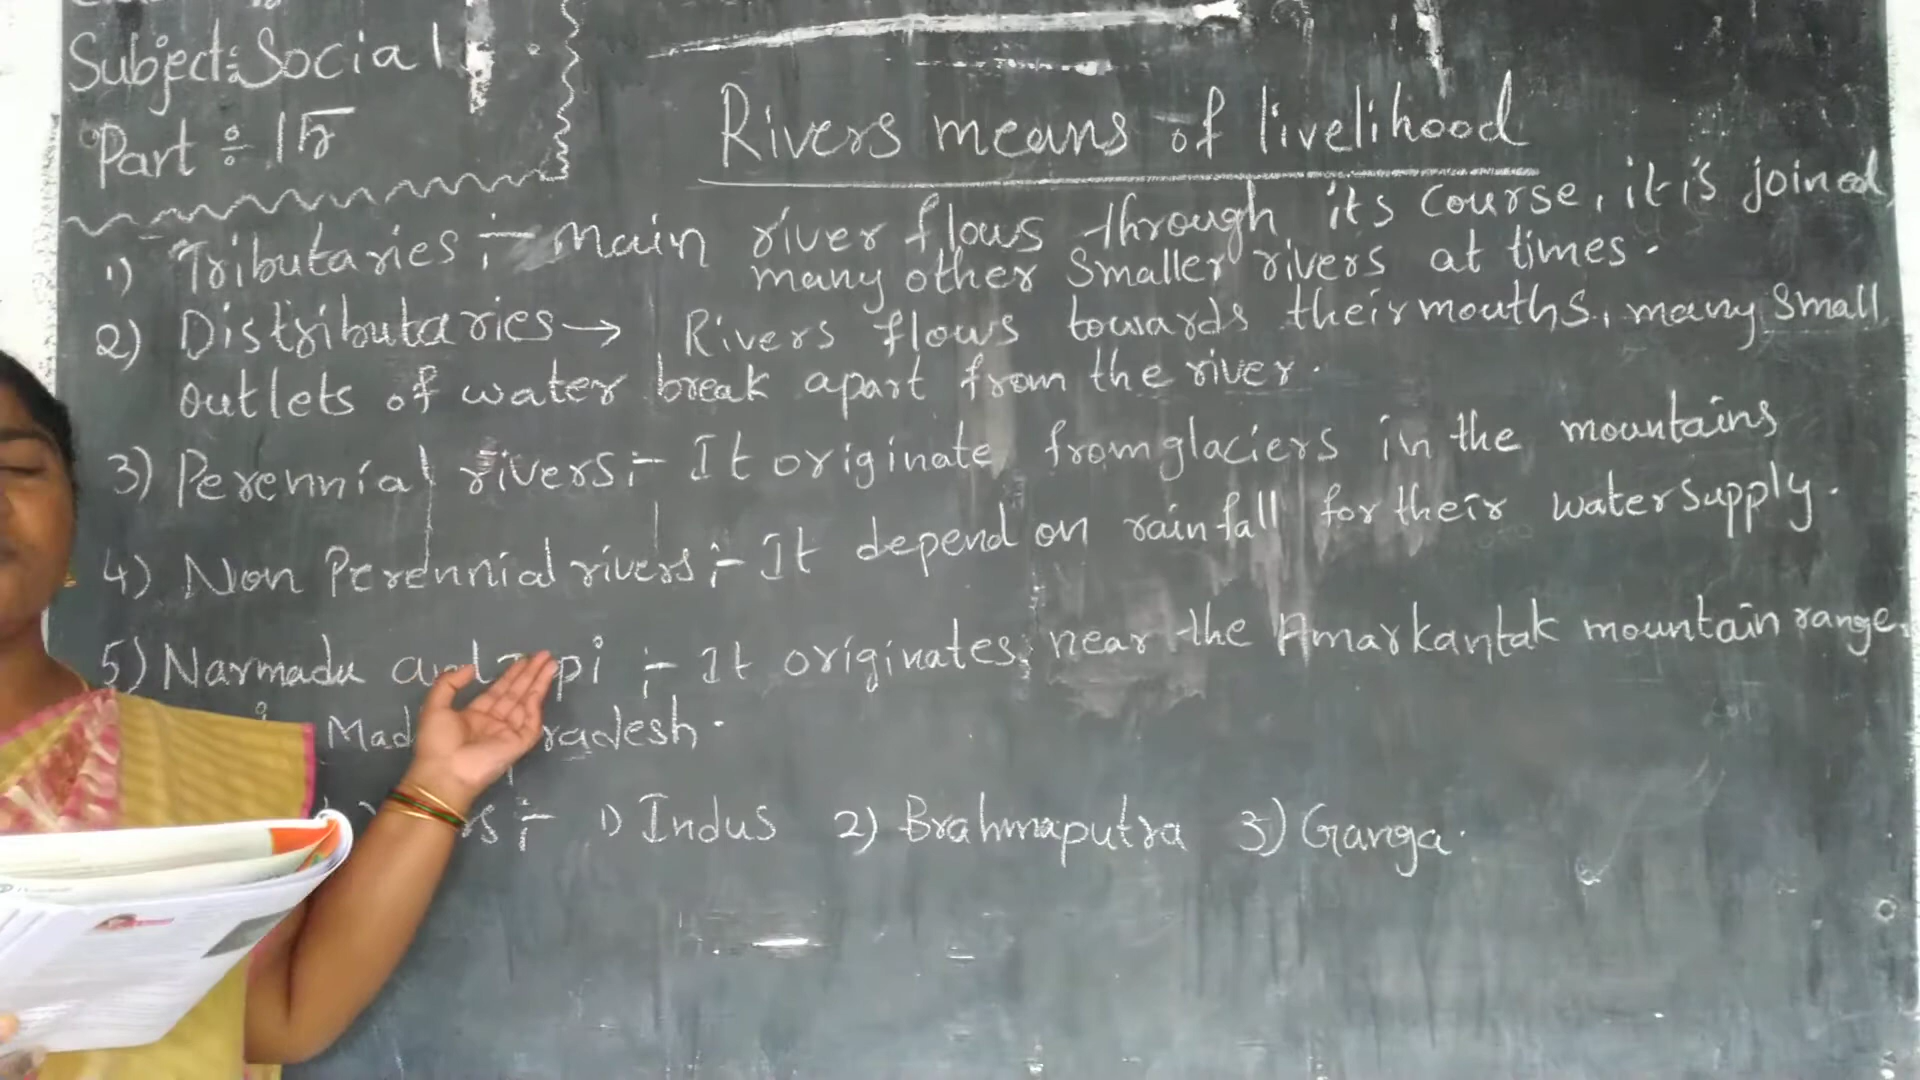 Subject: Social
Part ÷ 15
Rivers means of livelihood
1) Tributaries :- main river flows through its course, it is joined
many other smaller rivers at times.
2) Distributaries → Rivers flows towards their mouths, many small
outlets of water break apart from the river.
3) Perennial rivers :- It originate from glaciers in the mountains
4) Non Perennial rivers :- It depend on rainfall for their water supply.
5) Narmada and :- It originates near the Amarkantak mountain range.
:- 1) Indus 2) Brahmaputra 3) Ganga.